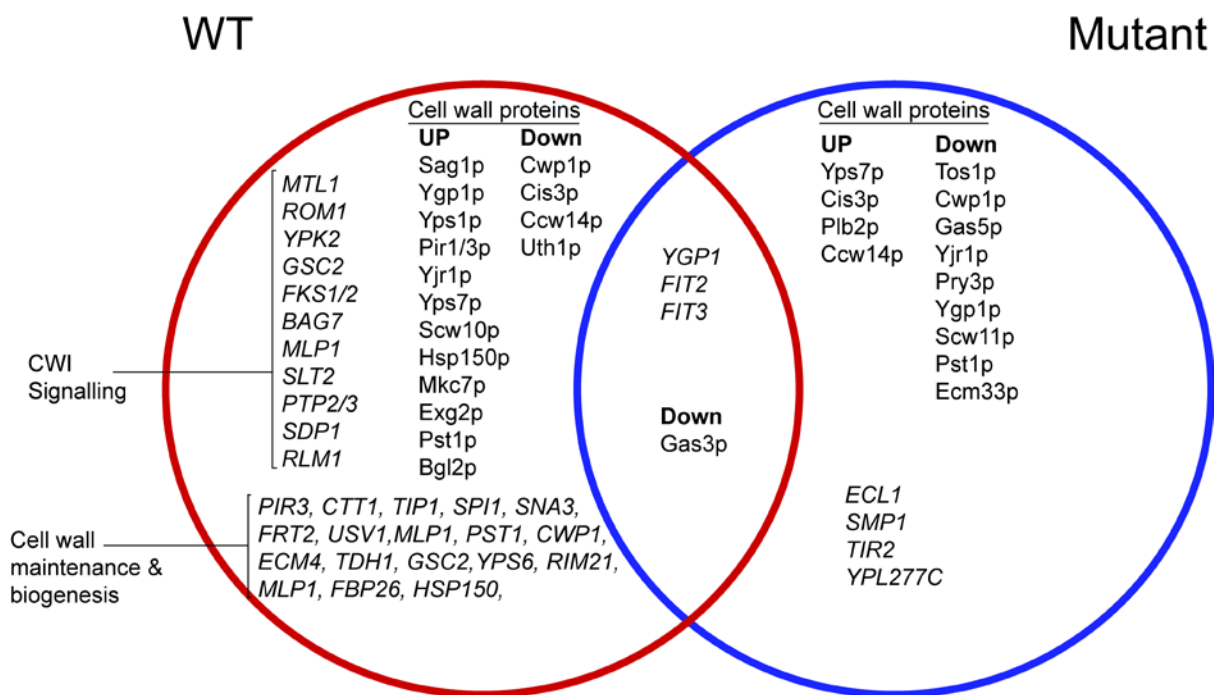 WT
Mutant
Cell wall proteins
UP Down
Sag1p Cwp1p
Ygp1p Cis3p
Yps1p Ccw14p
Pir1/3p Uth1p
Yjr1p
Yps7p
Scw10p
Hsp150p
Mkc7p
Exg2p
Pst1p
Bgl2p
CWI
Signalling
MTL1
ROM1
YPK2
GSC2
FKS1/2
BAG7
MLP1
SLT2
PTP2/3
SDP1
RLM1
Cell wall
maintenance &
biogenesis
PIR3, CTT1, TIP1, SPI1, SNA3,
FRT2, USV1,MLP1, PST1, CWP1,
ECM4, TDH1, GSC2,YPS6, RIM21,
MLP1, FBP26, HSP150,
YGP1
FIT2
FIT3
Down
Gas3p
Cell wall proteins
UP Down
Yps7p Tos1p
Cis3p Cwp1p
Plb2p Gas5p
Ccw14p Yjr1p
Pry3p
Ygp1p
Scw11p
Pst1p
Ecm33p
ECL1
SMP1
TIR2
YPL277C